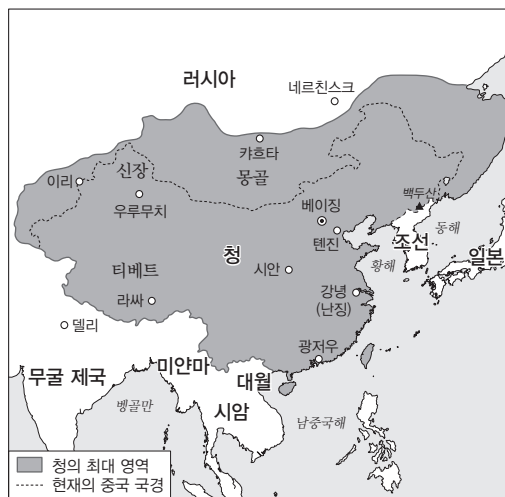 러시아
네르친스크
캬흐타
몽골
신장
이리
우루무치
베이징
백두산
톈진
조선
동해
청
황해
일본
티베트
시안
라싸
강녕
(난징)
델리
광저우
무굴 제국
미얀마
대월
벵골만
시암
남중국해
청의 최대 영역
현재의 중국 국경